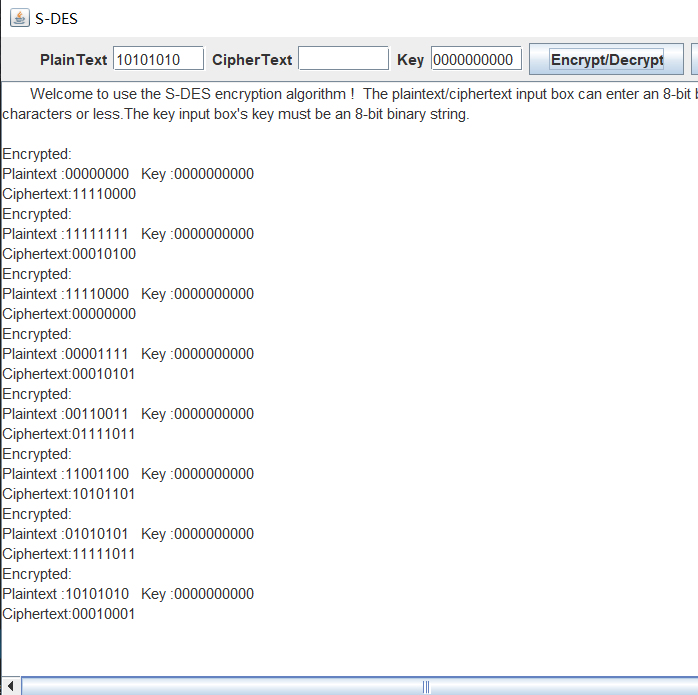 S-DES
PlainText 10101010 CipherText Key 0000000000 Encrypt/Decrypt
Welcome to use the S-DES encryption algorithm！ The plaintext/ciphertext input box can enter an 8-bit
characters or less.The key input box's key must be an 8-bit binary string.
Encrypted:
Plaintext :00000000 Key :0000000000
Ciphertext:11110000
Encrypted:
Plaintext :11111111 Key :0000000000
Ciphertext:00010100
Encrypted:
Plaintext :11110000 Key :0000000000
Ciphertext:00000000
Encrypted:
Plaintext :00001111 Key :0000000000
Ciphertext:00010101
Encrypted:
Plaintext :00110011 Key :0000000000
Ciphertext:01111011
Encrypted:
Plaintext :11001100 Key :0000000000
Ciphertext:10101101
Encrypted:
Plaintext :01010101 Key :0000000000
Ciphertext:11111011
Encrypted:
Plaintext :10101010 Key :0000000000
Ciphertext:00010001